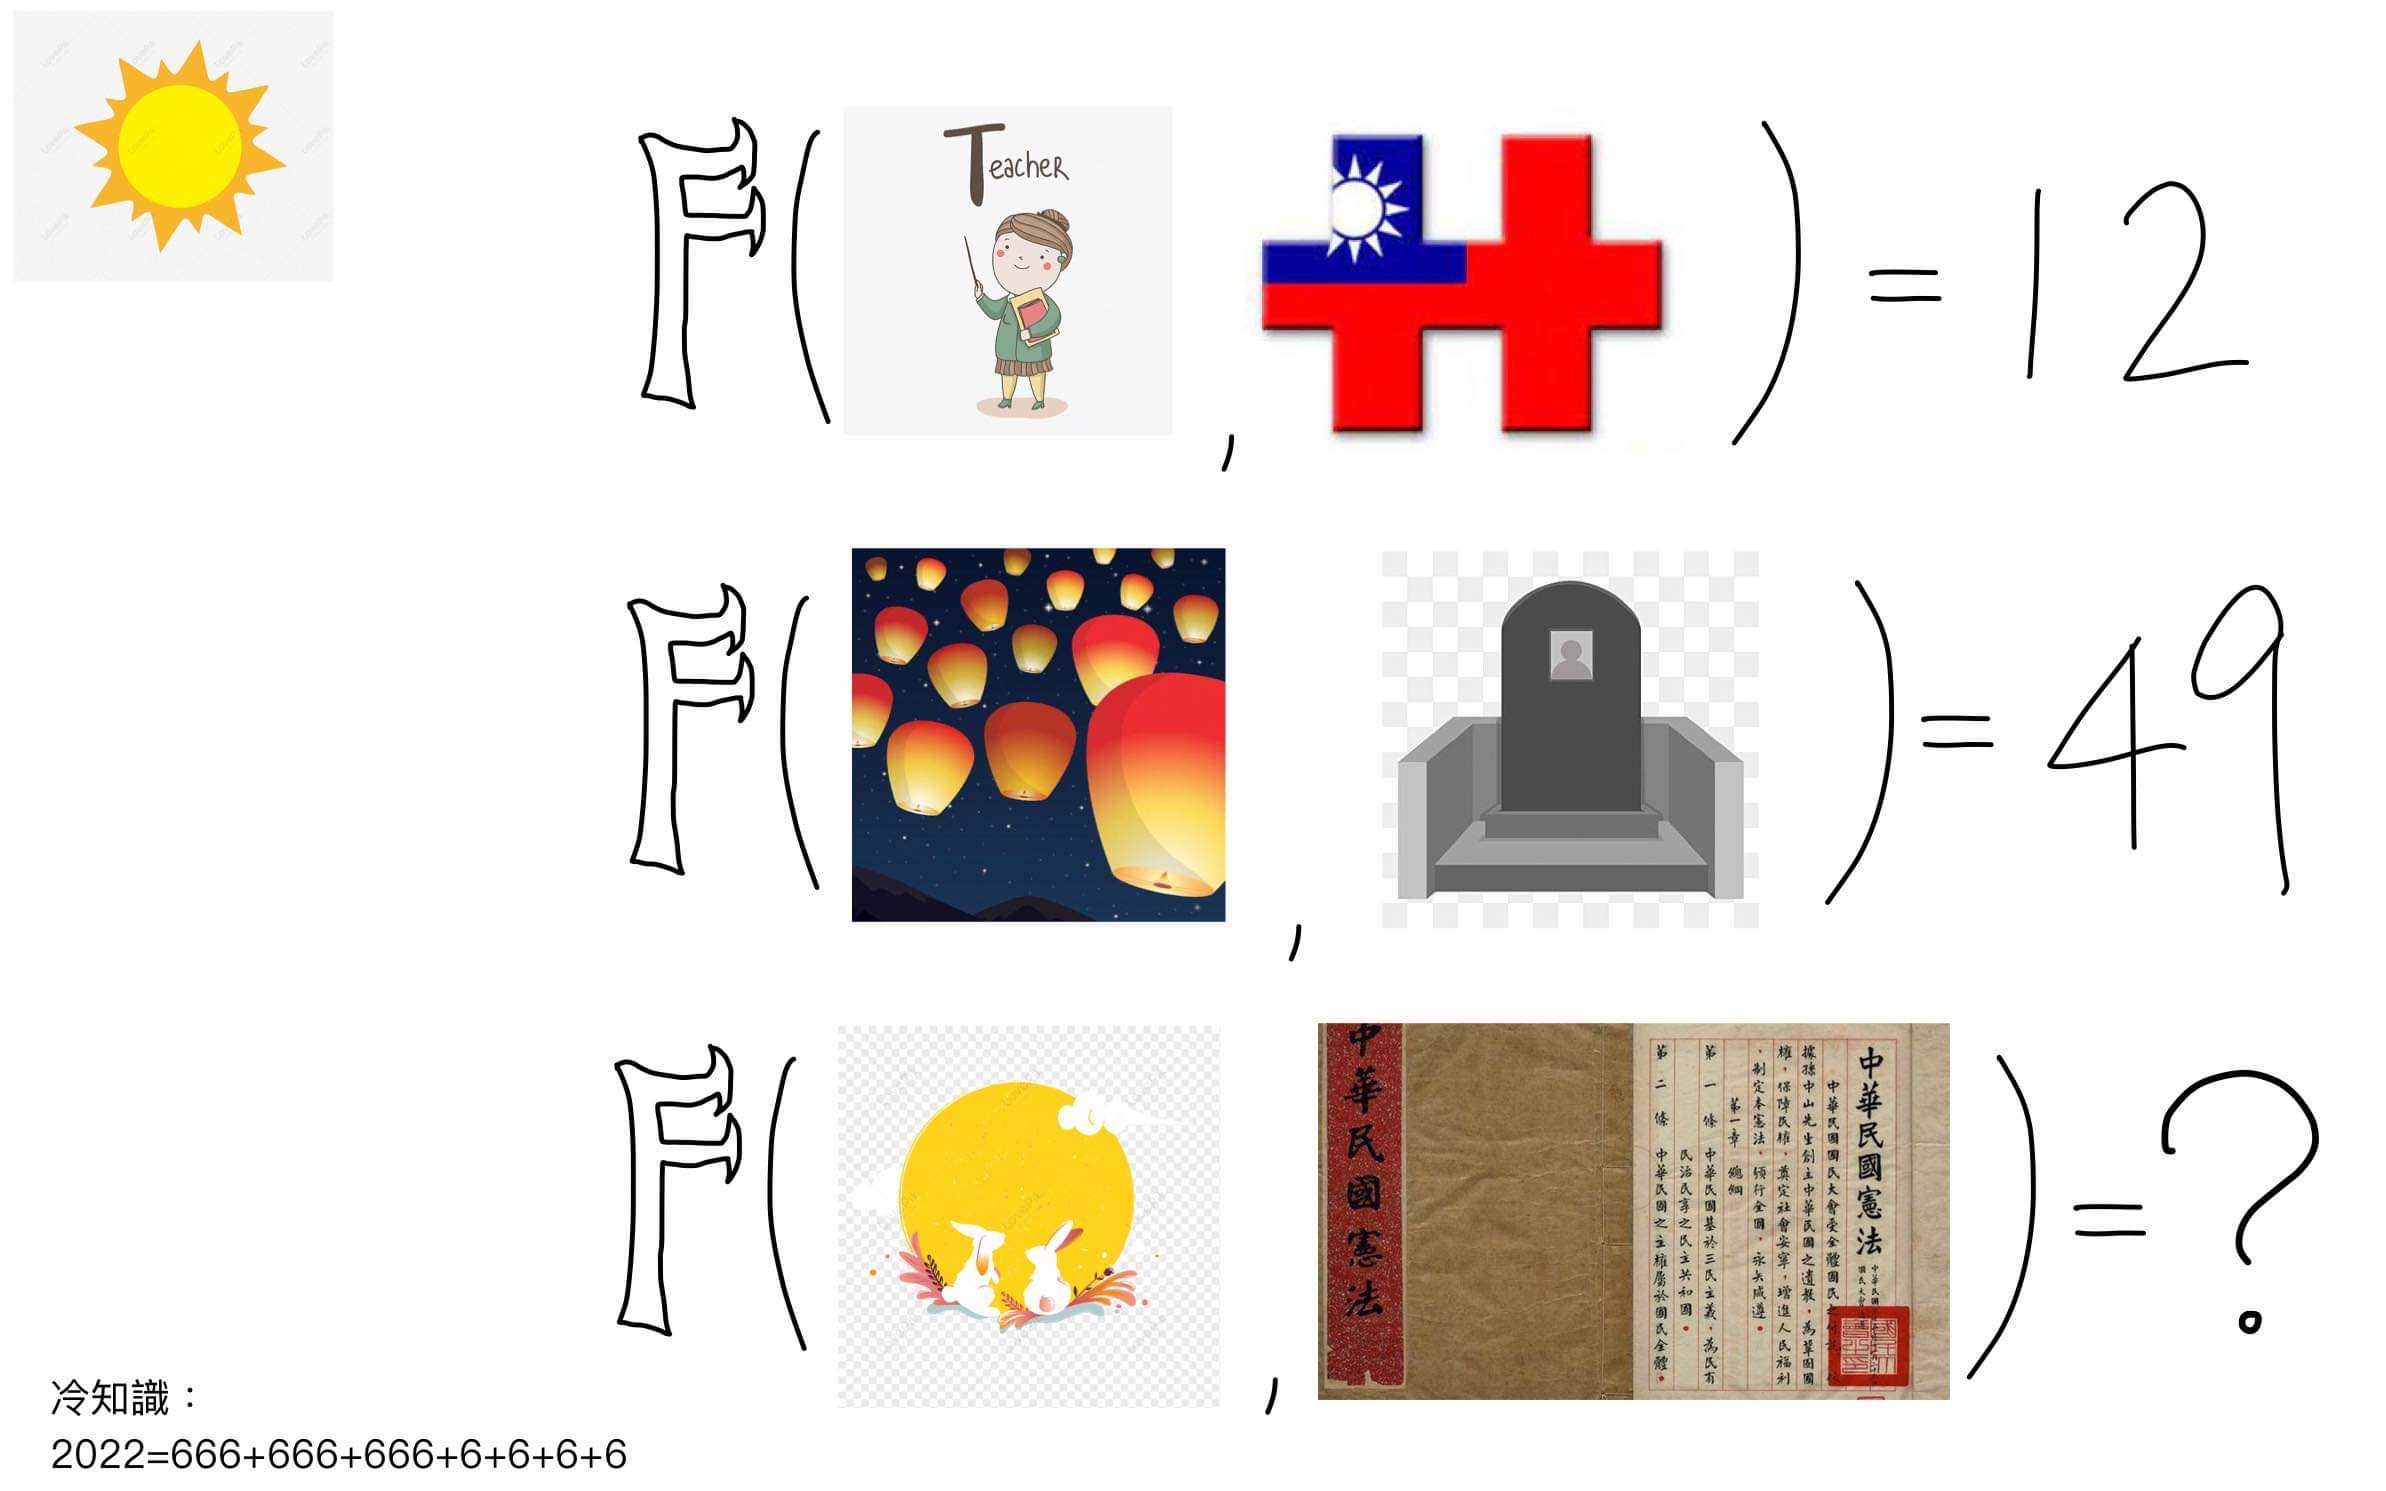 Teacher
F( , ) = 12
F( , ) = 49
F( , ) = ?
中華民國憲法
中華民國憲法
中華民國國民大會受全體國民之付託,依
據孫中山先生創立中華民國之遺教,為鞏固國
權,保障民權,奠定社會安寧,增進人民福利
,制定本憲法,頒行全國,永矢咸遵。
第一章 總綱
第一條 中華民國基於三民主義,為民有
民治民享之民主共和國。
第二條 中華民國之主權屬於國民全體。
冷知識：
2022=666+666+666+6+6+6+6